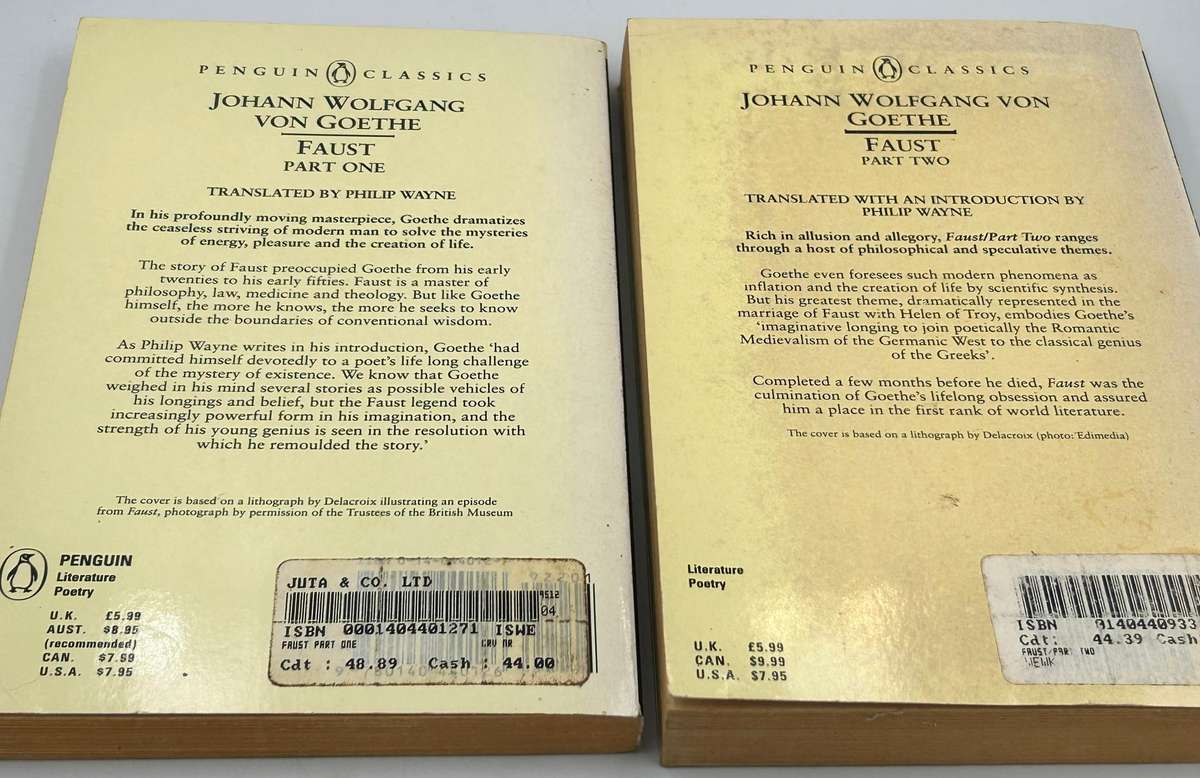 PENGUIN CLASSICS
JOHANN WOLFGANG
VON GOETHE
FAUST
PART ONE
TRANSLATED BY PHILIP WAYNE
In his profoundly moving masterpiece, Goethe dramatizes
the ceaseless striving of modern man to solve the mysteries
of energy, pleasure and the creation of life.
The story of Faust preoccupied Goethe from his early
twenties to his early fifties. Faust is a master of
philosophy, law, medicine and theology. But like Goethe
himself, the more he knows, the more he seeks to know
outside the boundaries of conventional wisdom.
As Philip Wayne writes in his introduction, Goethe 'had
committed himself devotedly to a poet's life long challenge
of the mystery of existence. We know that Goethe
weighed in his mind several stories as possible vehicles of
his longings and belief, but the Faust legend took
increasingly powerful form in his imagination, and the
strength of his young genius is seen in the resolution with
which he remoulded the story.'
The cover is based on a lithograph by Delacroix illustrating an episode
from Faust, photograph by permission of the Trustees of the British Museum
PENGUIN
Literature
Poetry
U.K. £5.99
AUST. $8.95
(recommended)
CAN. $7.99
U.S.A. $7.95
JUTA & CO. LTD
9512
04
ISBN 0001404401271 ISWE
FAUST PART ONE
Cdt : 48.89 Cash : 44.00
PENGUIN CLASSICS
JOHANN WOLFGANG VON
GOETHE
FAUST
PART TWO
TRANSLATED WITH AN INTRODUCTION BY
PHILIP WAYNE
Rich in allusion and allegory, Faust/Part Two ranges
through a host of philosophical and speculative themes.
Goethe even foresees such modern phenomena as
inflation and the creation of life by scientific synthesis.
But his greatest theme, dramatically represented in the
marriage of Faust with Helen of Troy, embodies Goethe's
'imaginative longing to join poetically the Romantic
Medievalism of the Germanic West to the classical genius
of the Greeks'.
Completed a few months before he died, Faust was the
culmination of Goethe's lifelong obsession and assured
him a place in the first rank of world literature.
The cover is based on a lithograph by Delacroix (photo: Edimedia)
Literature
Poetry
U.K. £5.99
CAN. $9.99
U.S.A. $7.95
ISBN 0140440933
Cdt: 44.39 Cash
FAUST/PART TWO